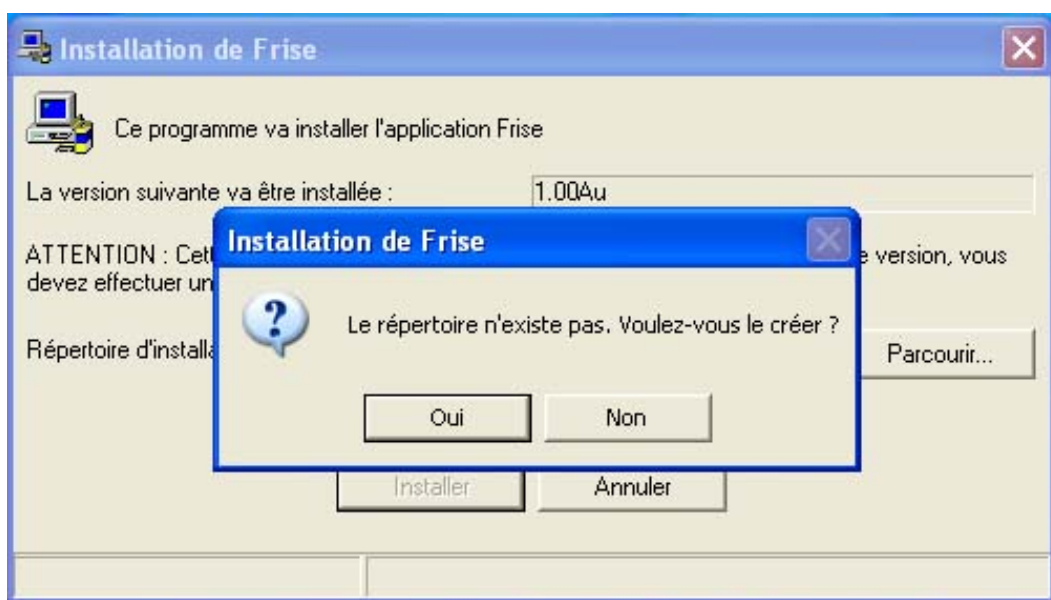 Installation de Frise
Ce programme va installer l'application Frise
La version suivante va être installée : 1.00Au
ATTENTION : e version, vous
devez effectuer un
Répertoire d'install Parcourir...
Installation de Frise
Le répertoire n'existe pas. Voulez-vous le créer ?
Oui Non
Installer Annuler